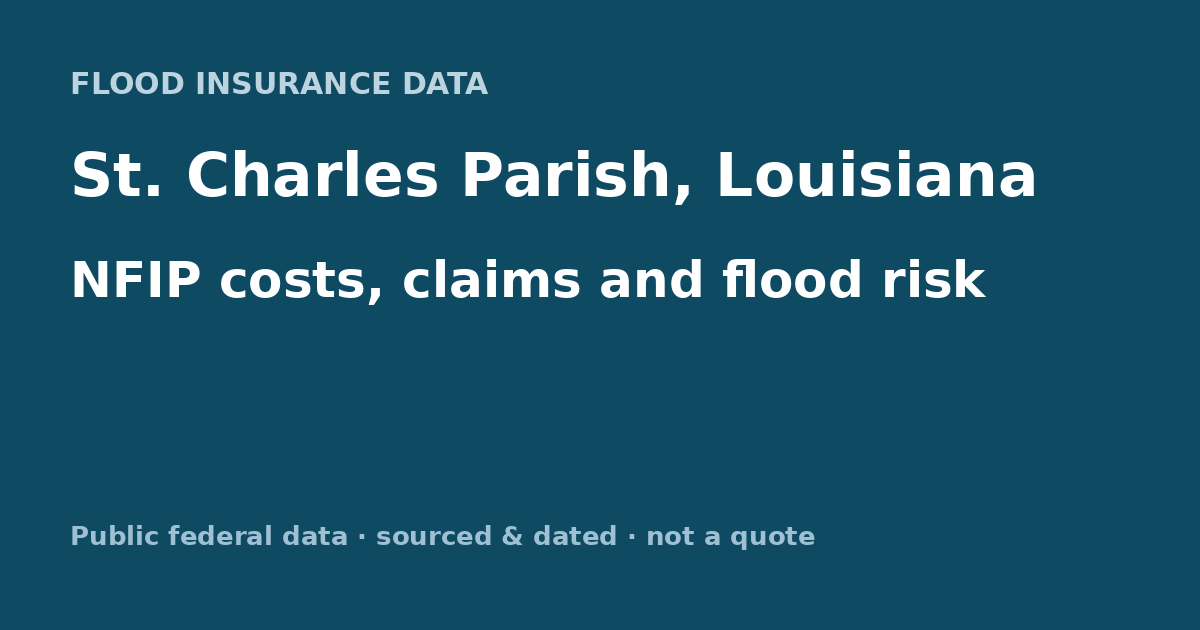 FLOOD INSURANCE DATA
St. Charles Parish, Louisiana
NFIP costs, claims and flood risk
Public federal data · sourced & dated · not a quote